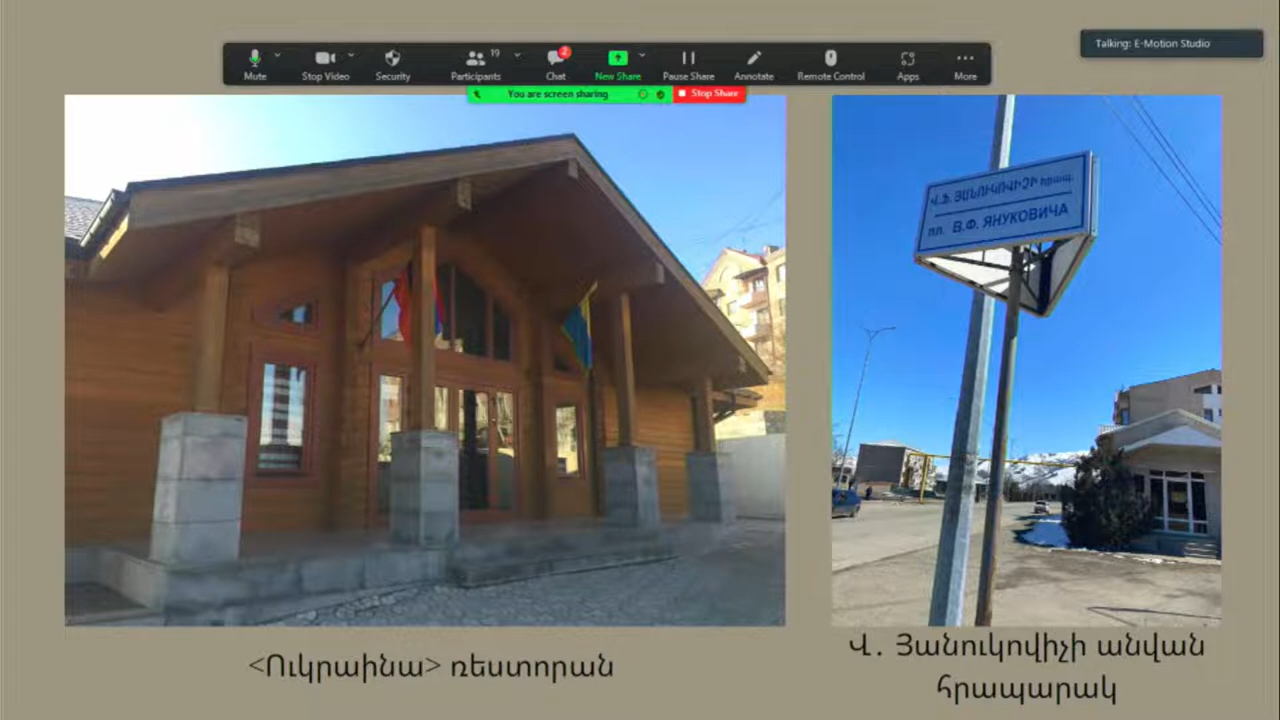 Talking: E-Motion Studio
19
2
Mute
Stop Video
Security
Participants
Chat
New Share
Pause Share
Annotate
Remote Control
Apps
More
You are screen sharing
Stop Share
Վ.Ֆ. ՅԱՆՈՒԿՈՎԻՉԻ հրապ.
пл. В.Ф. ЯНУКОВИЧА
<Ուկրաինա> ռեստորան
Վ. Յանուկովիչի անվան
հրապարակ